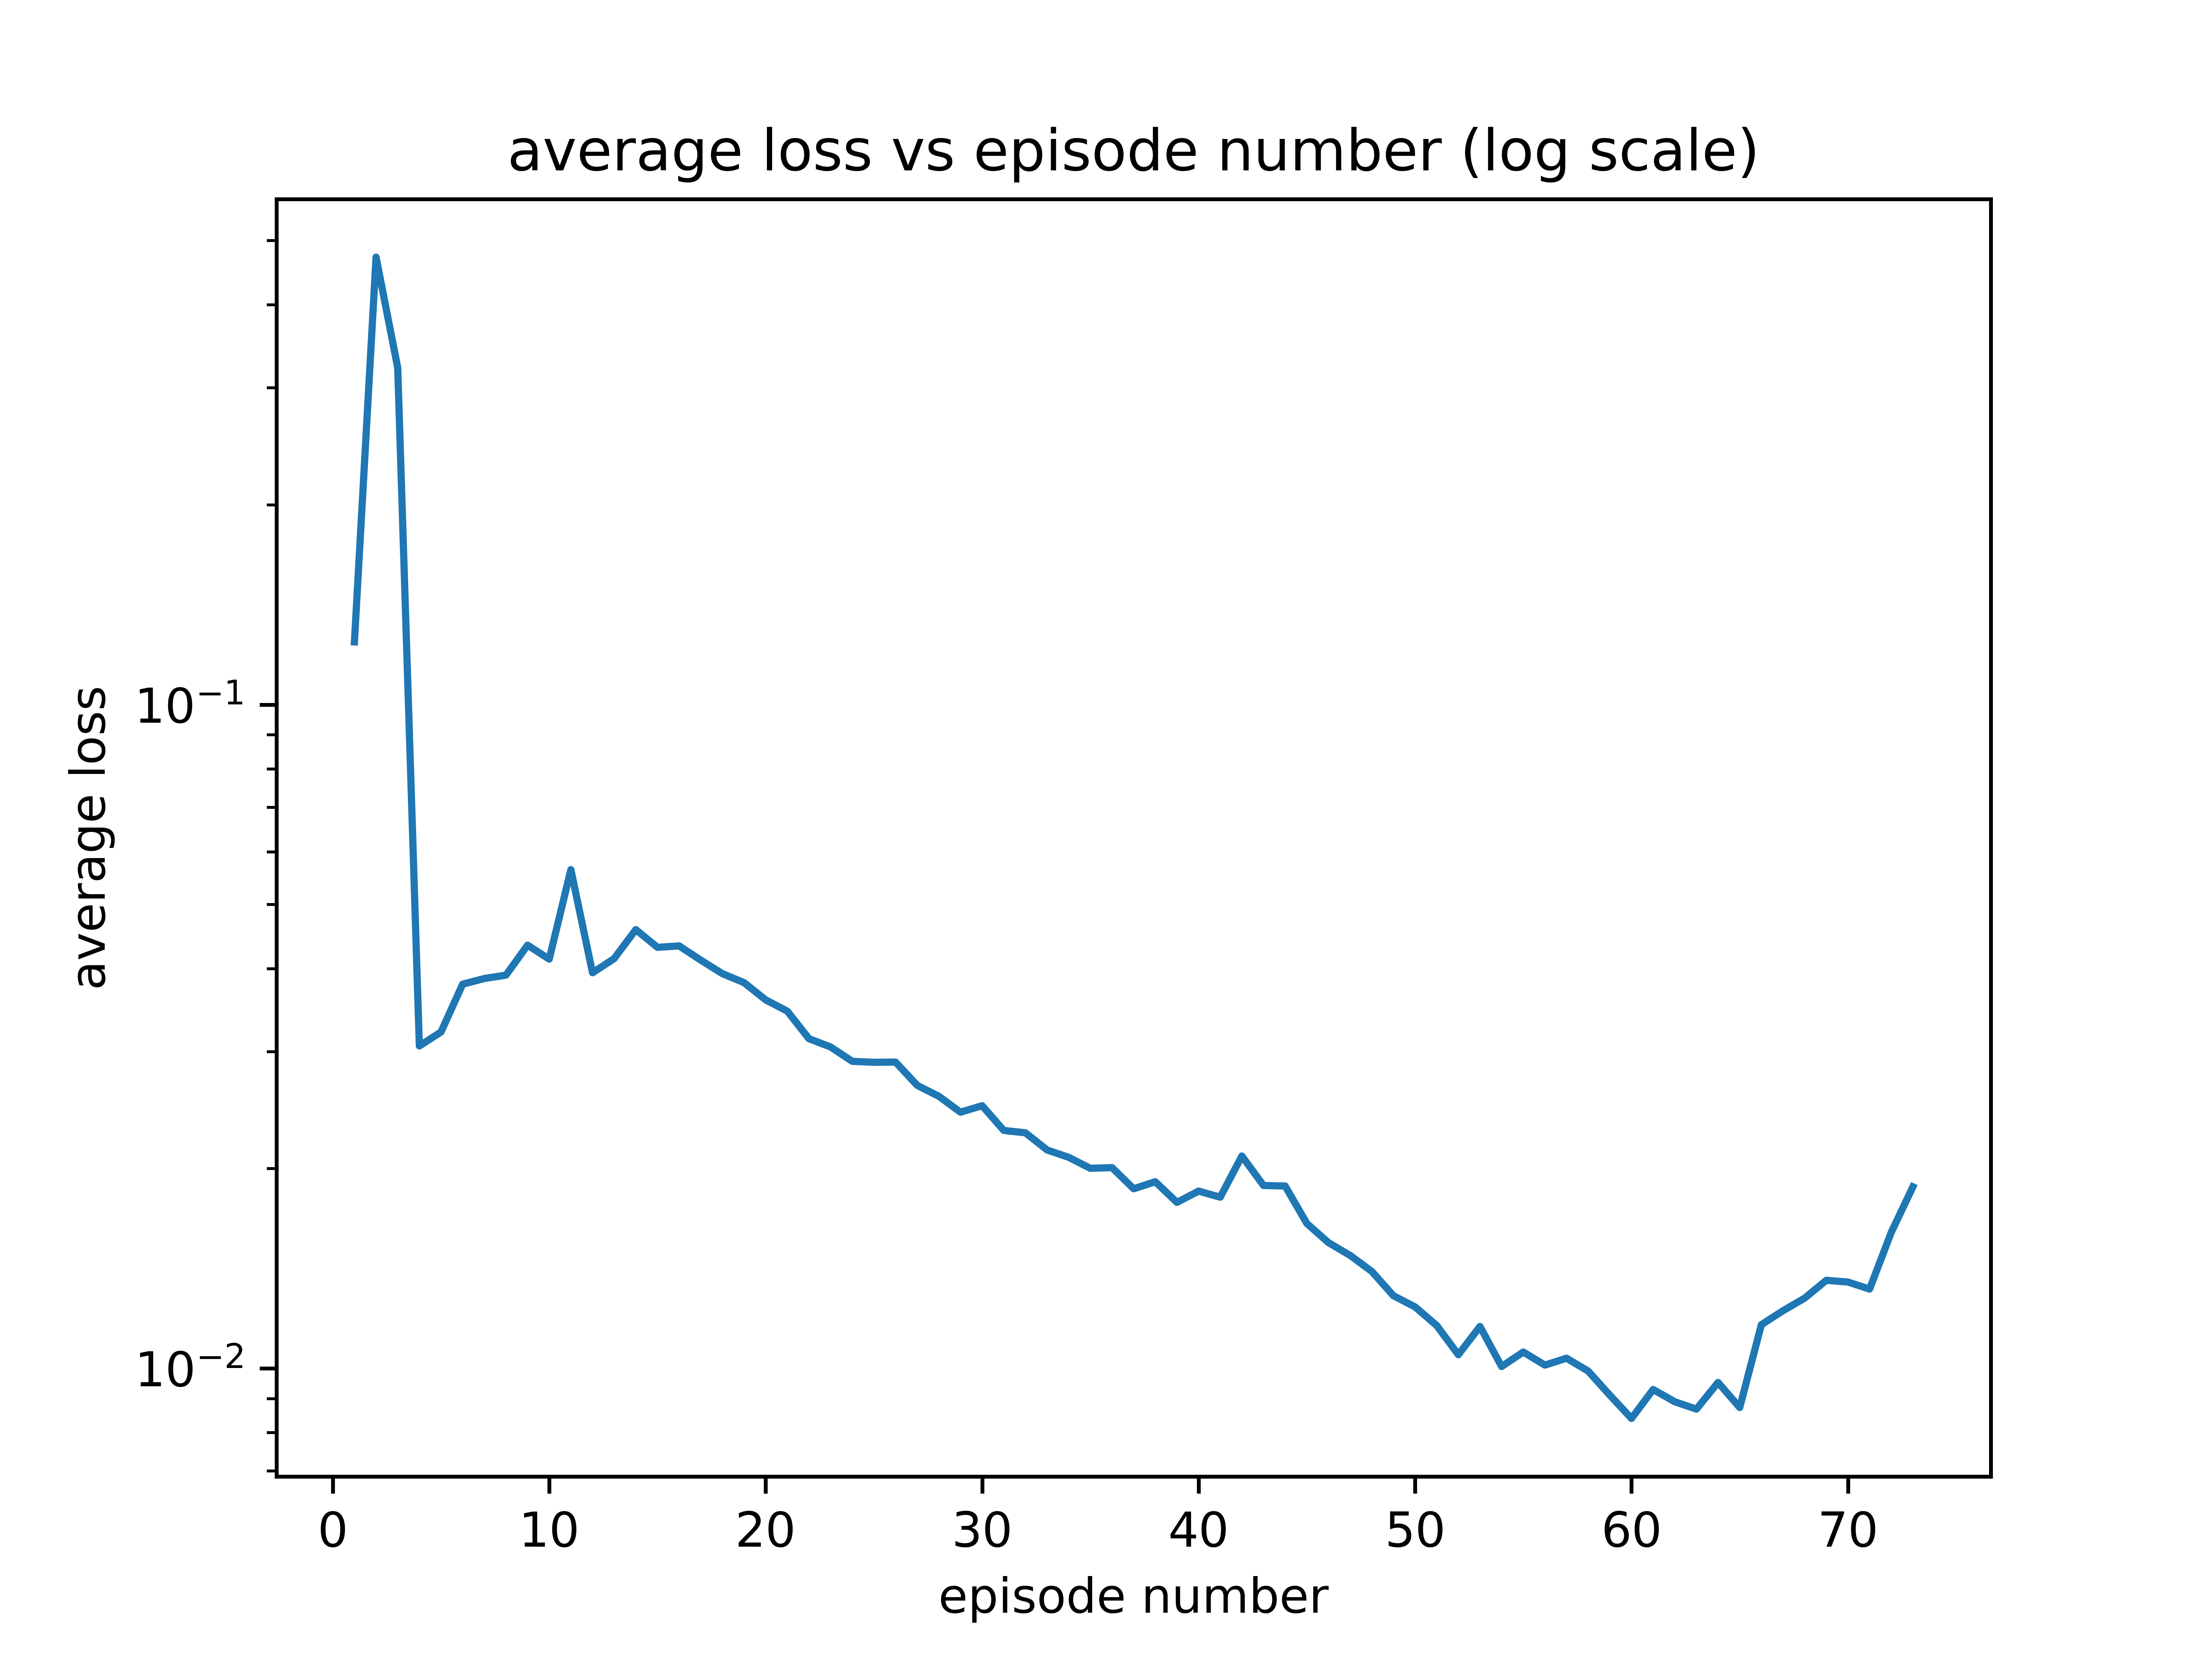 average loss vs episode number (log scale)
average loss
10⁻¹
10⁻²
0 10 20 30 40 50 60 70
episode number